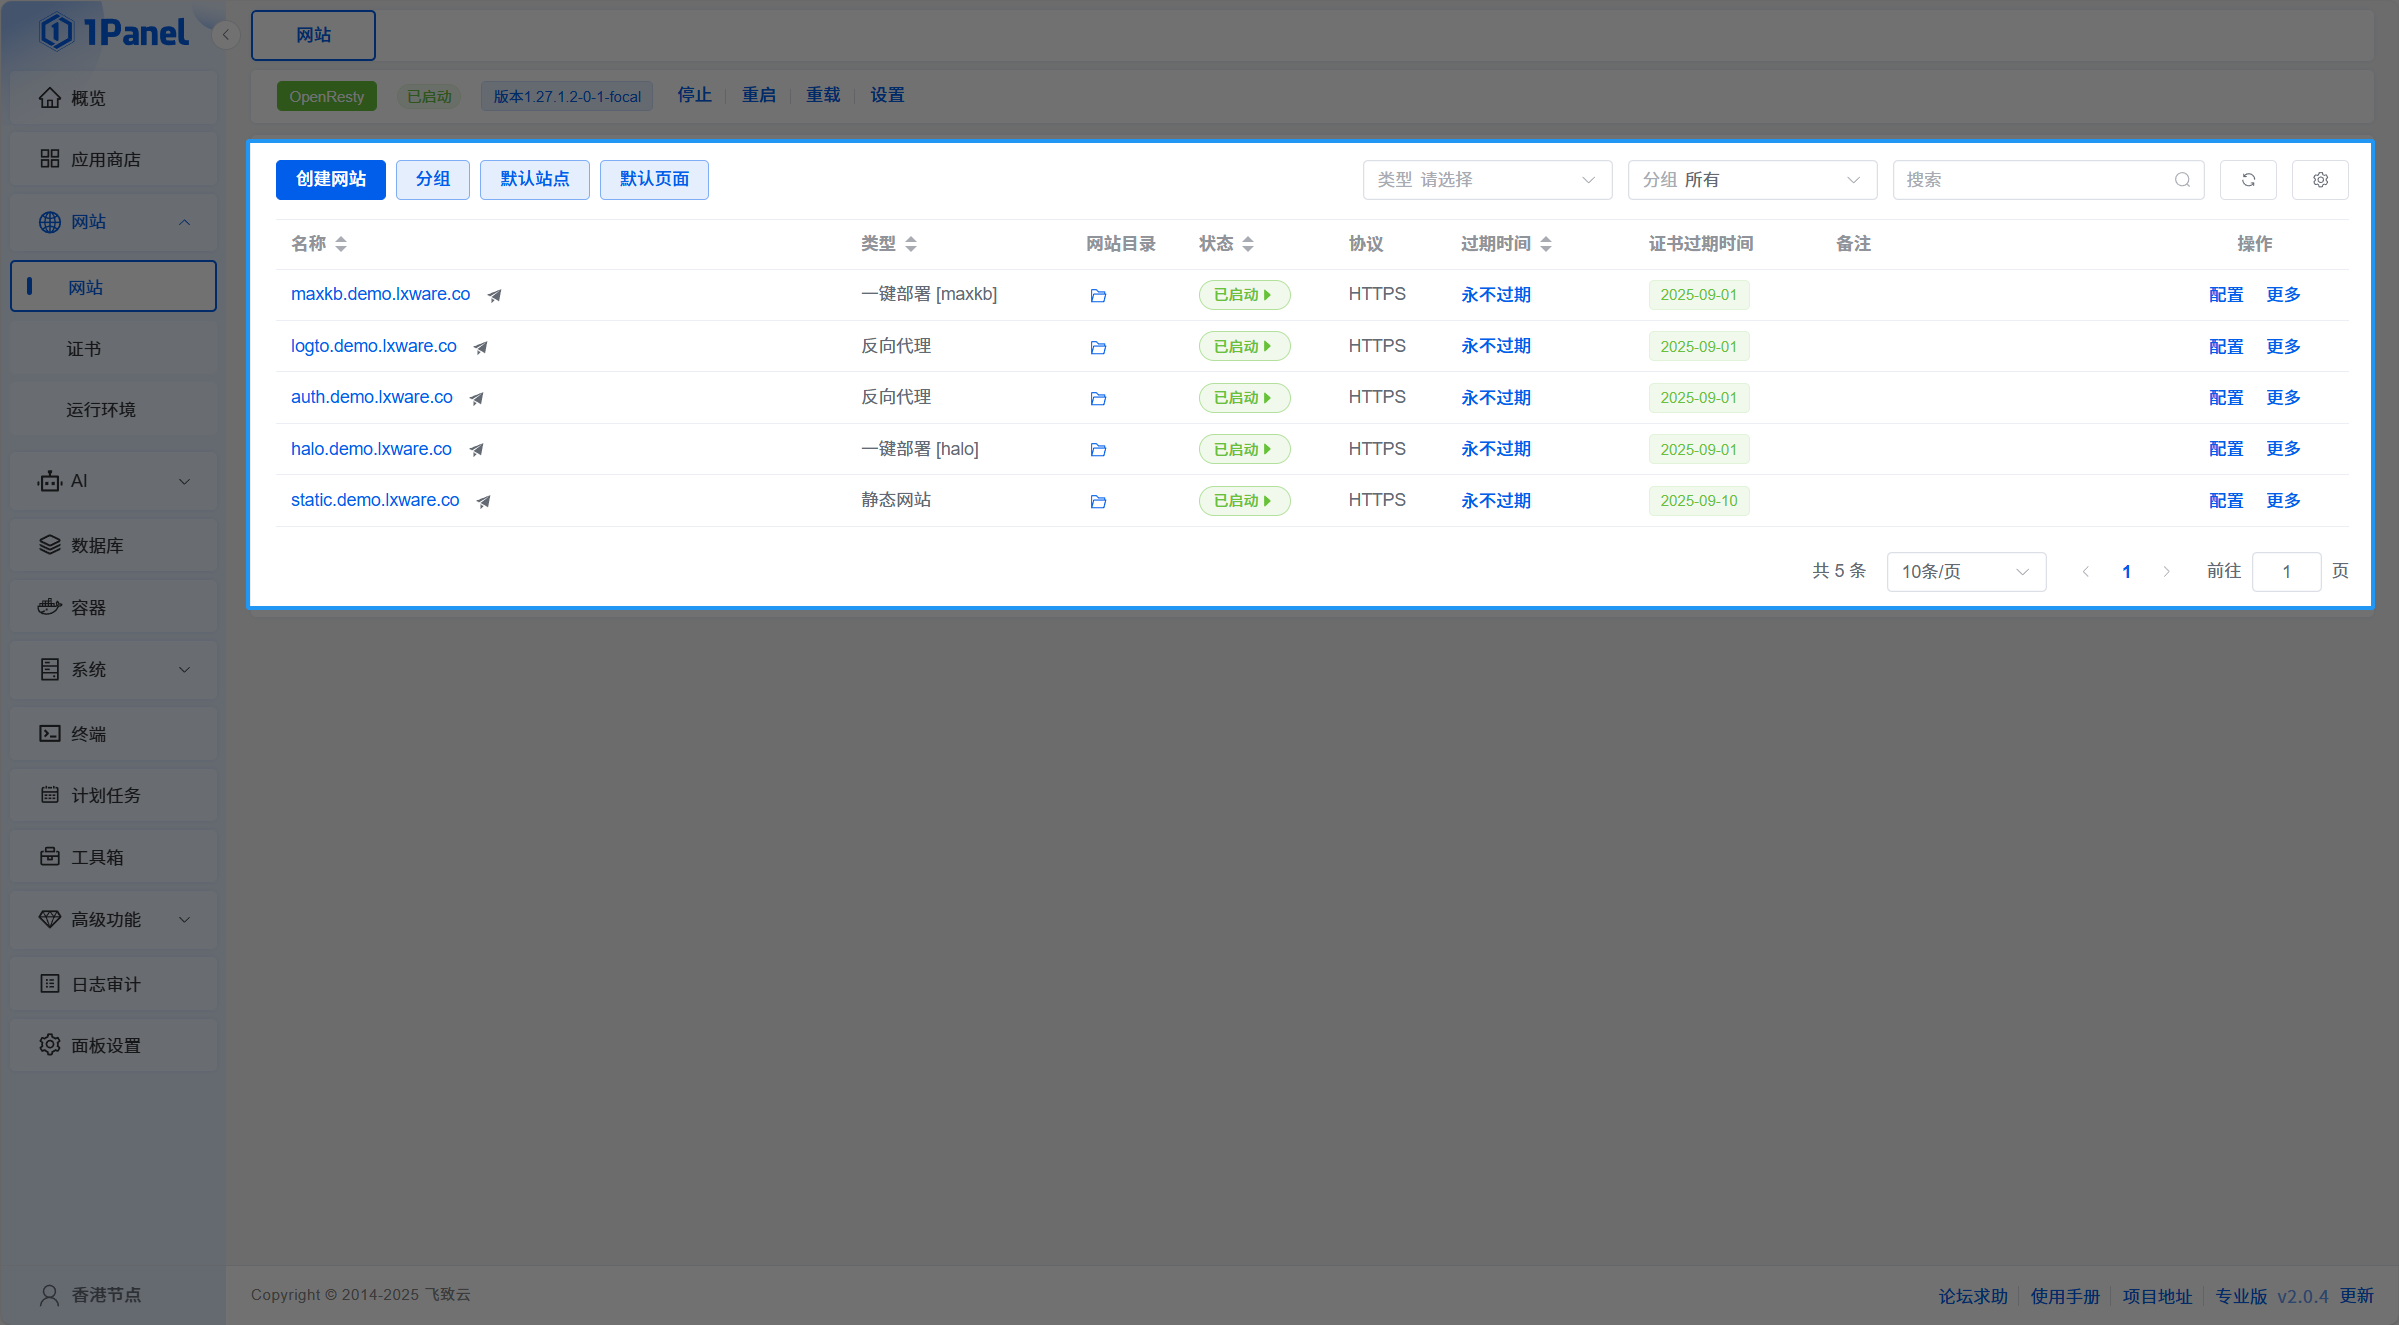 1Panel
网站
概览
OpenResty 已启动 版本1.27.1.2-0-1-focal 停止 重启 重载 设置
应用商店
网站
网站
证书
运行环境
AI
数据库
容器
系统
终端
计划任务
工具箱
高级功能
日志审计
面板设置
香港节点
创建网站 分组 默认站点 默认页面 类型 请选择 分组 所有 搜索
名称 类型 网站目录 状态 协议 过期时间 证书过期时间 备注 操作
maxkb.demo.lxware.co 一键部署 [maxkb] 已启动 HTTPS 永不过期 2025-09-01 配置 更多
logto.demo.lxware.co 反向代理 已启动 HTTPS 永不过期 2025-09-01 配置 更多
auth.demo.lxware.co 反向代理 已启动 HTTPS 永不过期 2025-09-01 配置 更多
halo.demo.lxware.co 一键部署 [halo] 已启动 HTTPS 永不过期 2025-09-01 配置 更多
static.demo.lxware.co 静态网站 已启动 HTTPS 永不过期 2025-09-10 配置 更多
共 5 条 10条/页 1 前往 1 页
Copyright © 2014-2025 飞致云 论坛求助 使用手册 项目地址 专业版 v2.0.4 更新